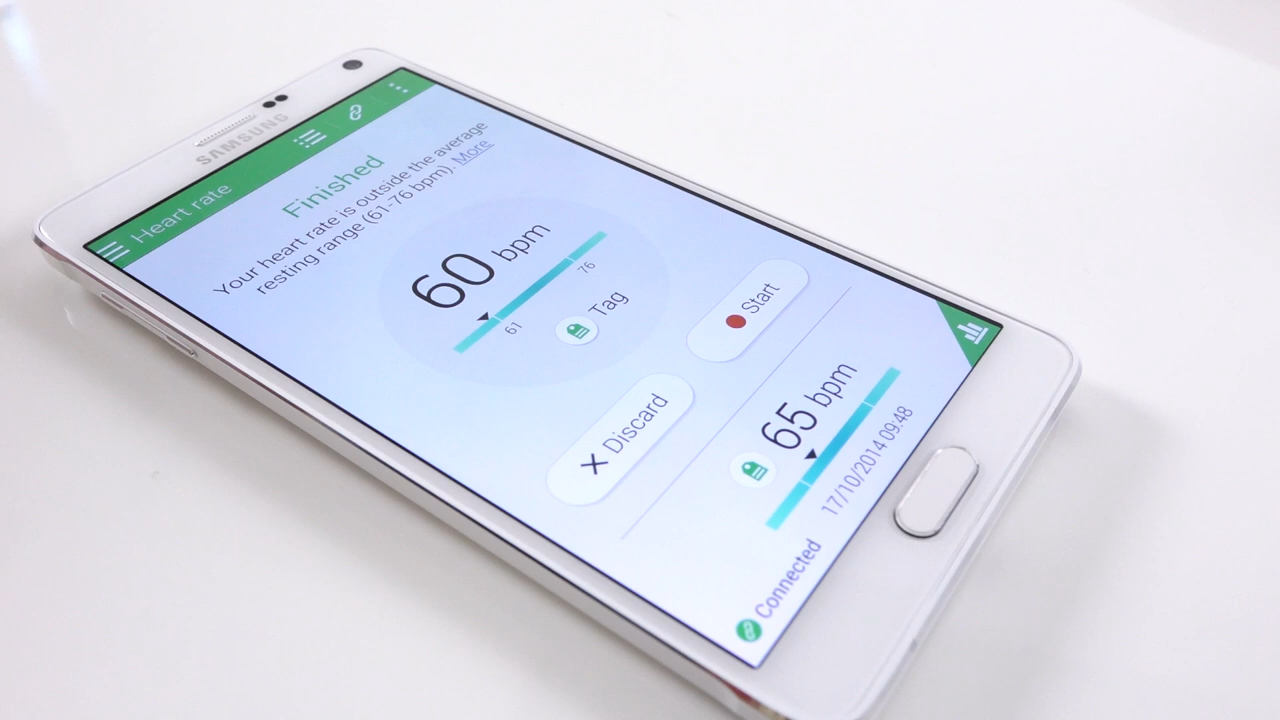 SAMSUNG
Heart rate
Finished
Your heart rate is outside the average
resting range (61-76 bpm). More
60 bpm
61
76
Tag
Discard
Start
65 bpm
17/10/2014 09:48
Connected